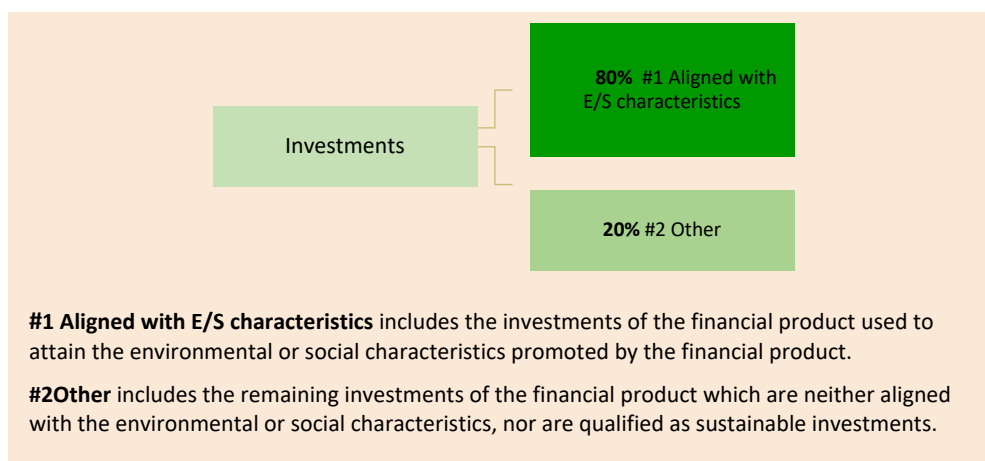 80% #1 Aligned with
E/S characteristics
Investments
20% #2 Other
#1 Aligned with E/S characteristics includes the investments of the financial product used to
attain the environmental or social characteristics promoted by the financial product.
#2Other includes the remaining investments of the financial product which are neither aligned
with the environmental or social characteristics, nor are qualified as sustainable investments.